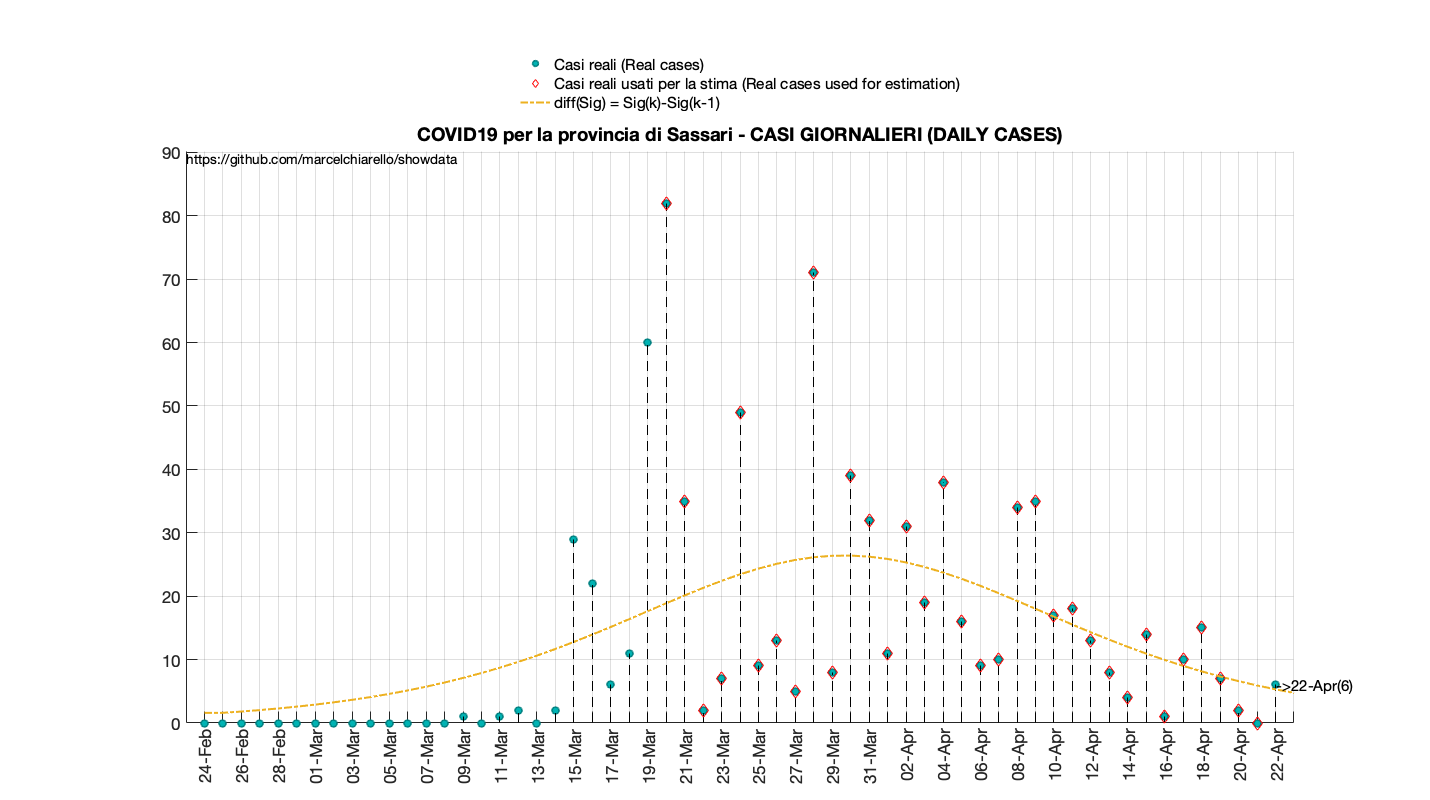 Casi reali (Real cases)
Casi reali usati per la stima (Real cases used for estimation)
diff(Sig) = Sig(k)-Sig(k-1)
COVID19 per la provincia di Sassari - CASI GIORNALIERI (DAILY CASES)
https://github.com/marcelchiarello/showdata
90
80
70
60
50
40
30
20
10
0
->22-Apr(6)
24-Feb
26-Feb
28-Feb
01-Mar
03-Mar
05-Mar
07-Mar
09-Mar
11-Mar
13-Mar
15-Mar
17-Mar
19-Mar
21-Mar
23-Mar
25-Mar
27-Mar
29-Mar
31-Mar
02-Apr
04-Apr
06-Apr
08-Apr
10-Apr
12-Apr
14-Apr
16-Apr
18-Apr
20-Apr
22-Apr